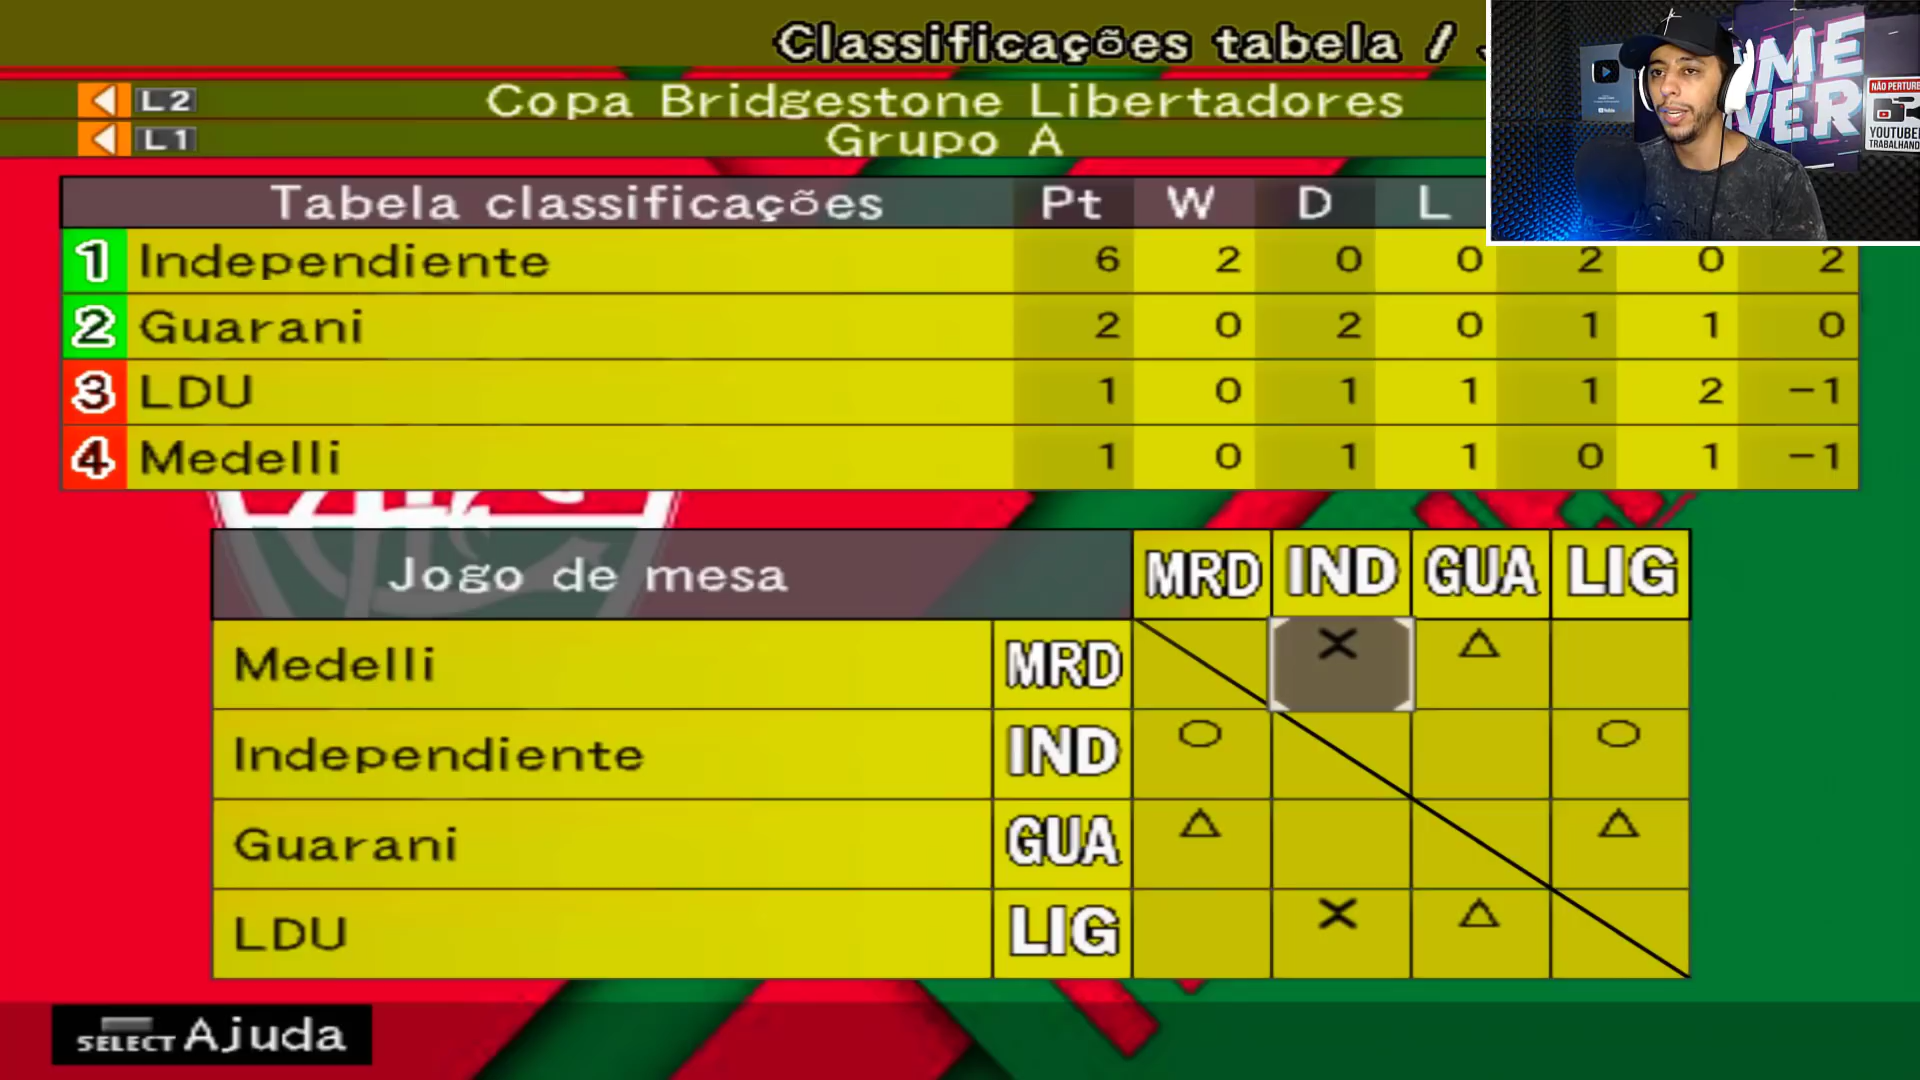 Classificações tabela /
L2 Copa Bridgestone Libertadores
L1 Grupo A
Tabela classificações Pt W D L
1 Independiente 6 2 0 0 2 0 2
2 Guarani 2 0 2 0 1 1 0
3 LDU 1 0 1 1 1 2 -1
4 Medelli 1 0 1 1 0 1 -1
Jogo de mesa MRD IND GUA LIG
Medelli MRD × △
Independiente IND ○ ○
Guarani GUA △ △
LDU LIG × △
SELECT Ajuda
NÃO PERTURBE
YOUTUBER
TRABALHANDO